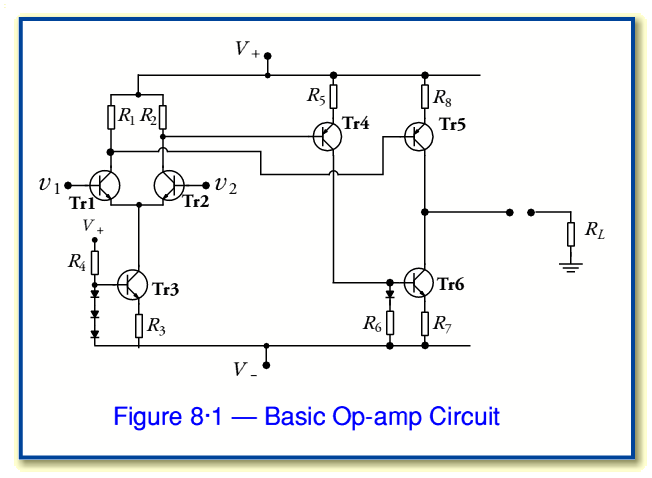 V+
R5
R8
R1 R2
Tr4
Tr5
v1
v2
Tr1
Tr2
V+
R4
RL
Tr3
Tr6
R3
R6
R7
V-
Figure 8·1 — Basic Op-amp Circuit